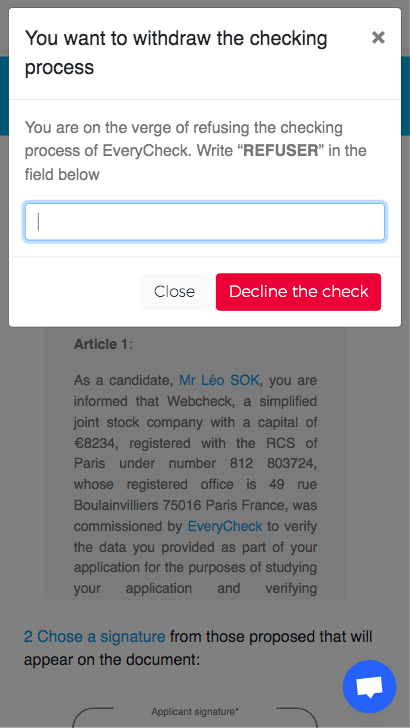 You want to withdraw the checking
process
×
You are on the verge of refusing the checking
process of EveryCheck. Write “REFUSER” in the
field below
Close
Decline the check
Article 1:
As a candidate, Mr Léo SOK, you are
informed that Webcheck, a simplified
joint stock company with a capital of
€8234, registered with the RCS of
Paris under number 812 803724,
whose registered office is 49 rue
Boulainvilliers 75016 Paris France, was
commissioned by EveryCheck to verify
the data you provided as part of your
application for the purposes of studying
your application and verifying
2 Chose a signature from those proposed that will
appear on the document:
Applicant signature*